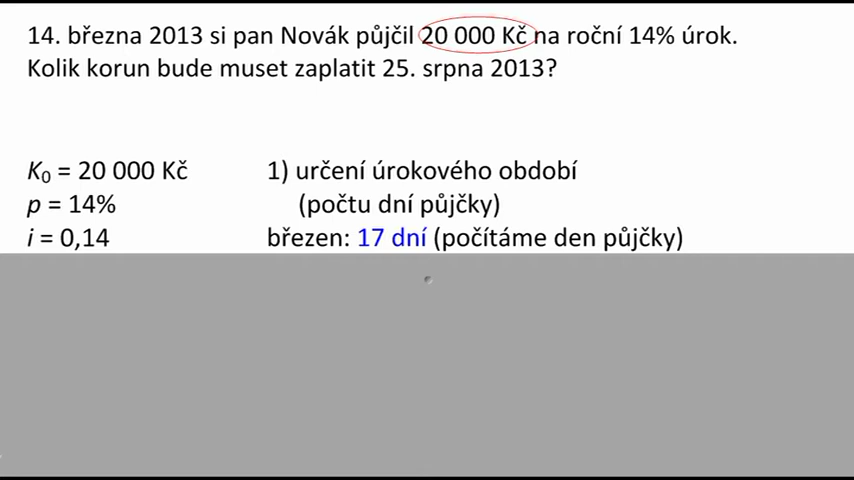 14. března 2013 si pan Novák půjčil 20 000 Kč na roční 14% úrok.
Kolik korun bude muset zaplatit 25. srpna 2013?
K₀ = 20 000 Kč
p = 14%
i = 0,14
1) určení úrokového období
(počtu dní půjčky)
březen: 17 dní (počítáme den půjčky)